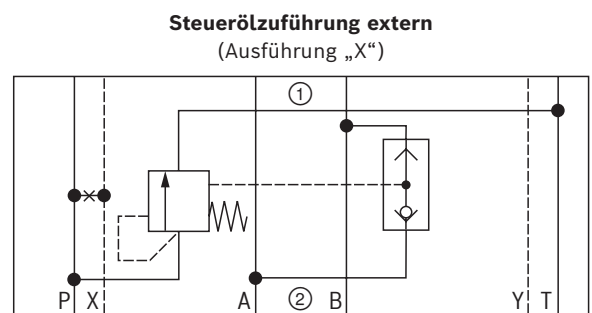 Steuerölzuführung extern
(Ausführung „X“)
①
P X A ② B Y T